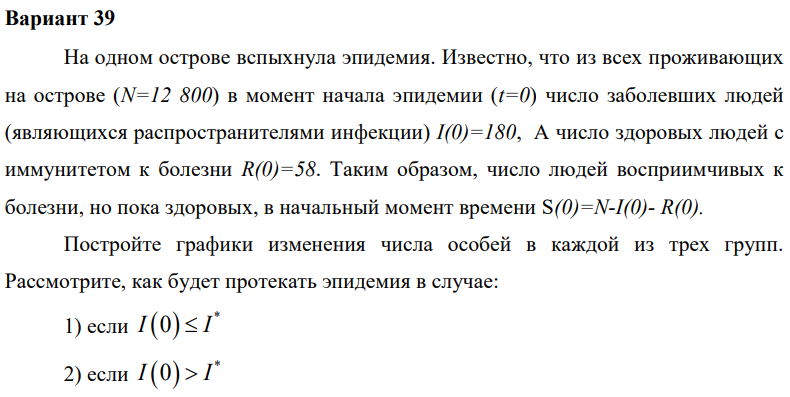 Вариант 39
На одном острове вспыхнула эпидемия. Известно, что из всех проживающих
на острове (N=12 800) в момент начала эпидемии (t=0) число заболевших людей
(являющихся распространителями инфекции) I(0)=180, А число здоровых людей с
иммунитетом к болезни R(0)=58. Таким образом, число людей восприимчивых к
болезни, но пока здоровых, в начальный момент времени S(0)=N-I(0)- R(0).
Постройте графики изменения числа особей в каждой из трех групп.
Рассмотрите, как будет протекать эпидемия в случае:
1) если I(0) ≤ I*
2) если I(0) > I*